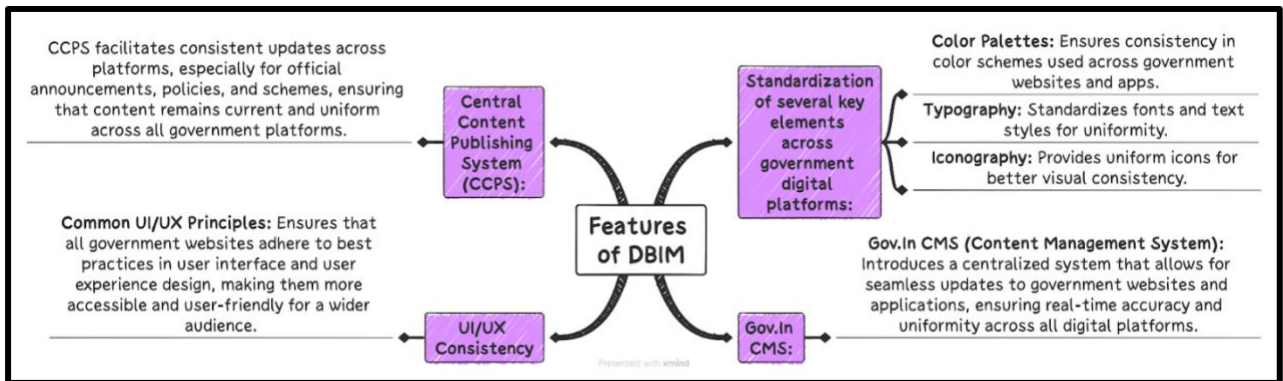 CCPS facilitates consistent updates across
platforms, especially for official
announcements, policies, and schemes, ensuring
that content remains current and uniform
across all government platforms.
Central
Content
Publishing
System
(CCPS):
Common UI/UX Principles: Ensures that
all government websites adhere to best
practices in user interface and user
experience design, making them more
accessible and user-friendly for a wider
audience.
UI/UX
Consistency
Features
of DBIM
Standardization
of several key
elements
across
government
digital
platforms:
Color Palettes: Ensures consistency in
color schemes used across government
websites and apps.
Typography: Standardizes fonts and text
styles for uniformity.
Iconography: Provides uniform icons for
better visual consistency.
Gov.In
CMS:
Gov.In CMS (Content Management System):
Introduces a centralized system that allows for
seamless updates to government websites and
applications, ensuring real-time accuracy and
uniformity across all digital platforms.
Presented with xmind